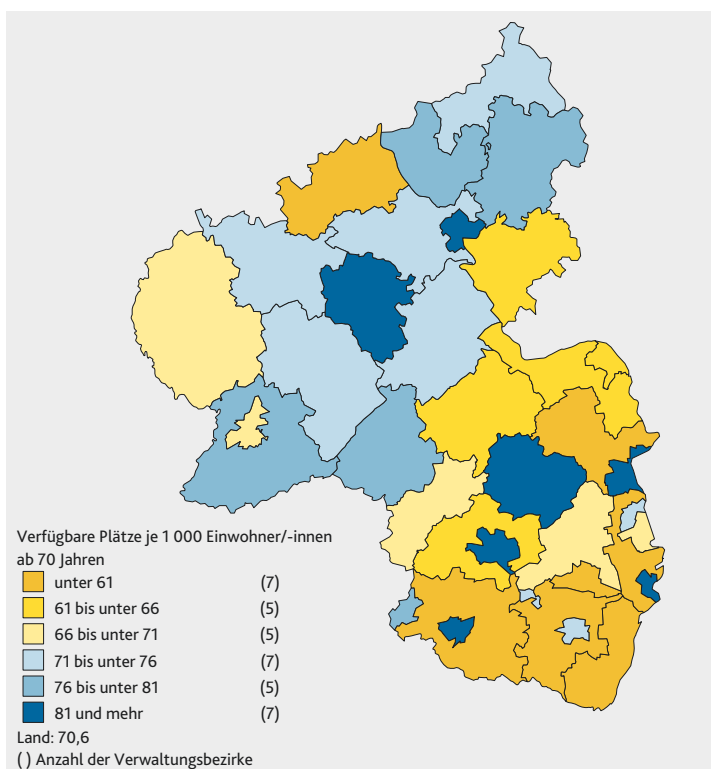 Verfügbare Plätze je 1 000 Einwohner/-innen
ab 70 Jahren
unter 61 (7)
61 bis unter 66 (5)
66 bis unter 71 (5)
71 bis unter 76 (7)
76 bis unter 81 (5)
81 und mehr (7)
Land: 70,6
( ) Anzahl der Verwaltungsbezirke